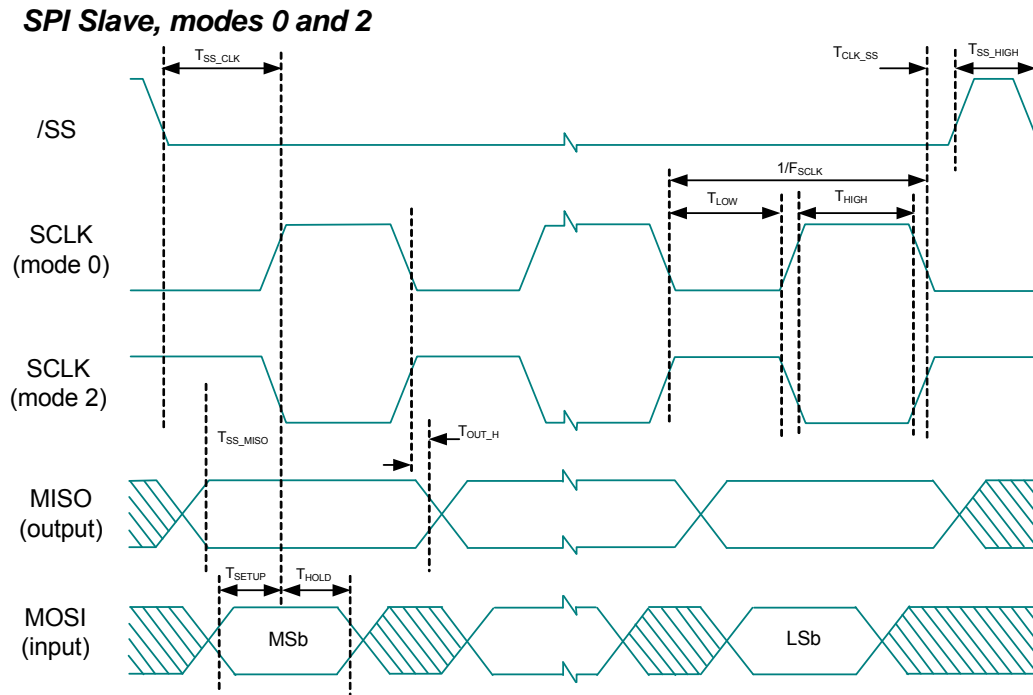 SPI Slave, modes 0 and 2
TSS_CLK
TCLK_SS
TSS_HIGH
/SS
1/FSCLK
TLOW
THIGH
SCLK
(mode 0)
SCLK
(mode 2)
TSS_MISO
TOUT_H
MISO
(output)
TSETUP
THOLD
MOSI
(input)
MSb
LSb